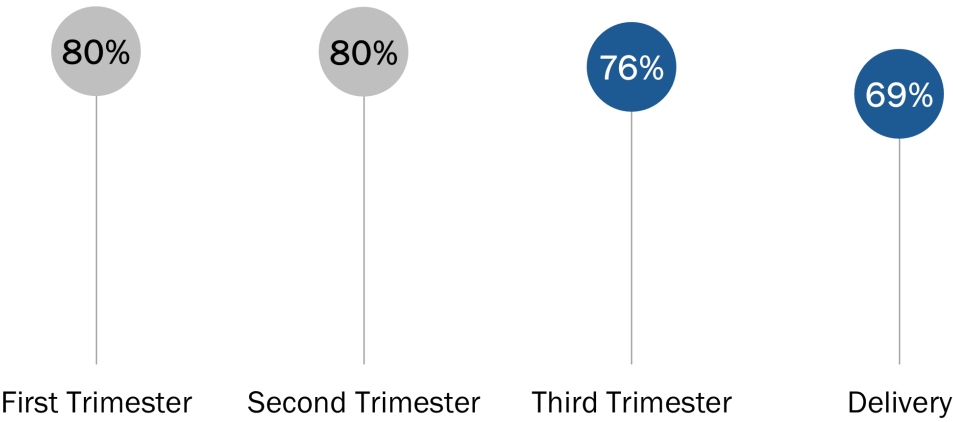 80%
80%
76%
69%
First Trimester
Second Trimester
Third Trimester
Delivery